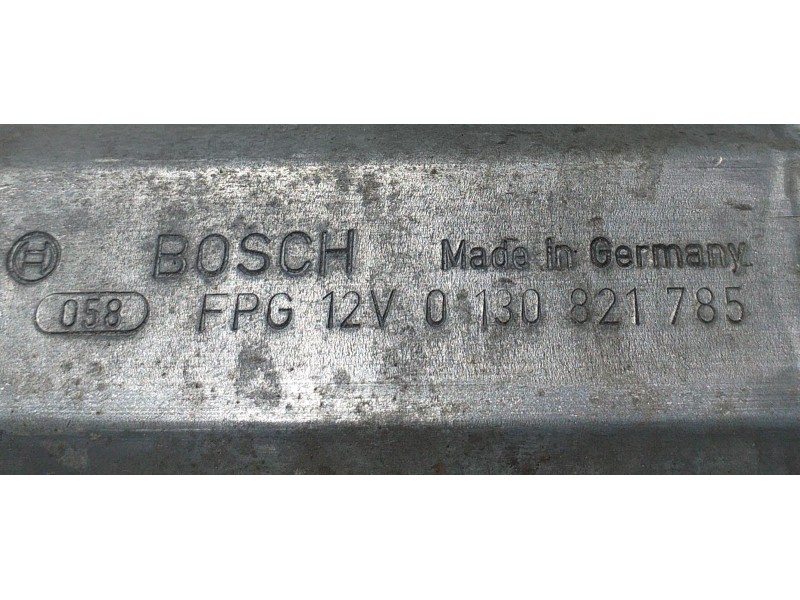 BOSCH Made in Germany
058 FPG 12V 0 130 821 785